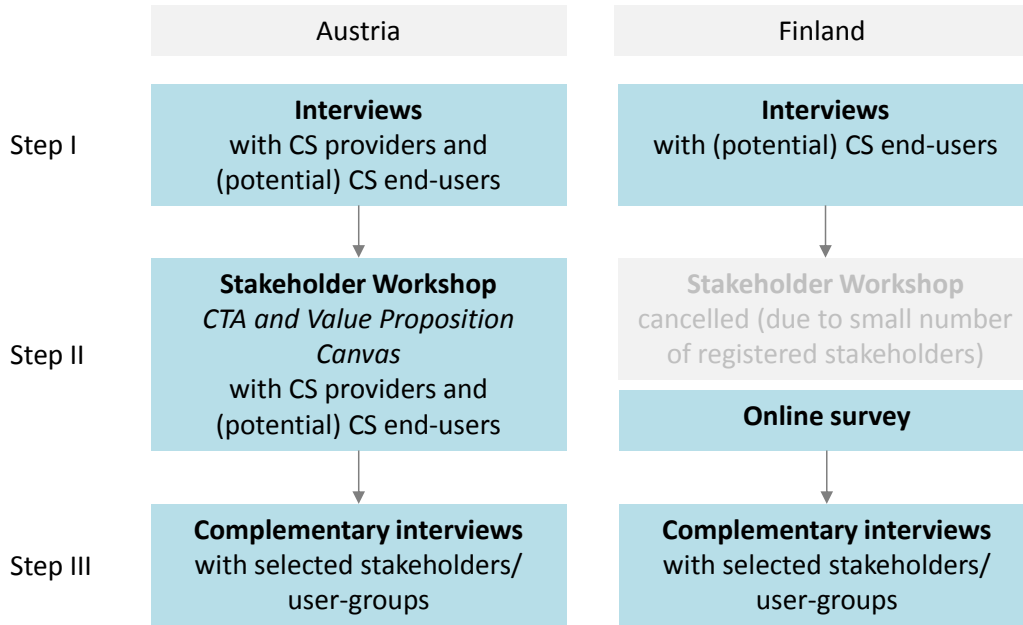 Austria
Finland
Step I
Interviews
with CS providers and
(potential) CS end-users
Interviews
with (potential) CS end-users
Step II
Stakeholder Workshop
CTA and Value Proposition
Canvas
with CS providers and
(potential) CS end-users
Stakeholder Workshop
cancelled (due to small number
of registered stakeholders)
Online survey
Step III
Complementary interviews
with selected stakeholders/
user-groups
Complementary interviews
with selected stakeholders/
user-groups